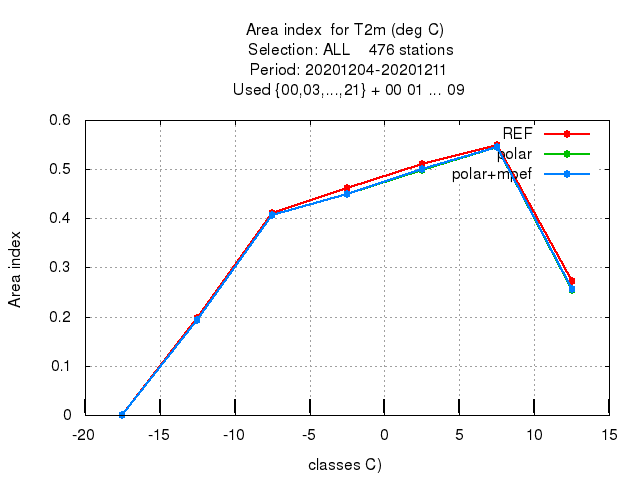 Area index  for T2m (deg C)
Selection: ALL    476 stations
Period: 20201204-20201211
Used {00,03,...,21} + 00 01 ... 09
REF
polar
polar+mpef
Area index
0.6
0.5
0.4
0.3
0.2
0.1
0
-20 -15 -10 -5 0 5 10 15
classes C)